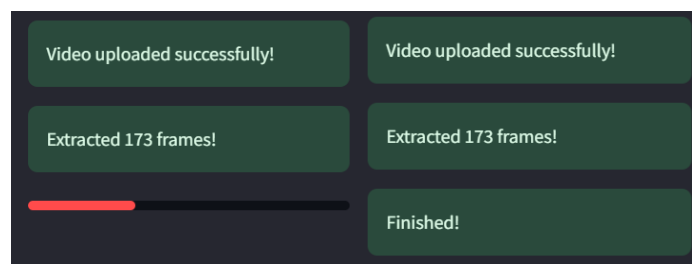 Video uploaded successfully!
Extracted 173 frames!
Video uploaded successfully!
Extracted 173 frames!
Finished!